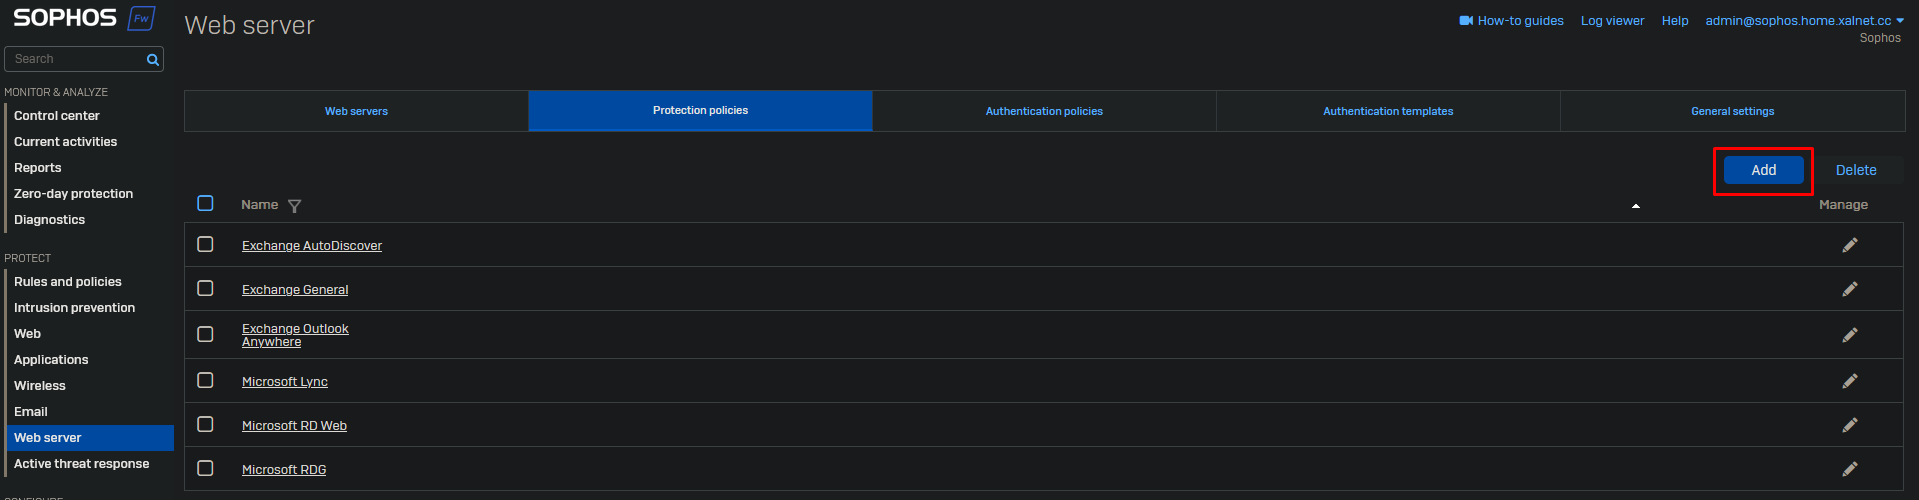 SOPHOS Fw
Web server
How-to guides Log viewer Help admin@sophos.home.xalnet.cc
Sophos
Search
MONITOR & ANALYZE
Control center
Current activities
Reports
Zero-day protection
Diagnostics
PROTECT
Rules and policies
Intrusion prevention
Web
Applications
Wireless
Email
Web server
Active threat response
CONFIGURE
Web servers Protection policies Authentication policies Authentication templates General settings
Add Delete
Name Manage
Exchange AutoDiscover
Exchange General
Exchange Outlook
Anywhere
Microsoft Lync
Microsoft RD Web
Microsoft RDG